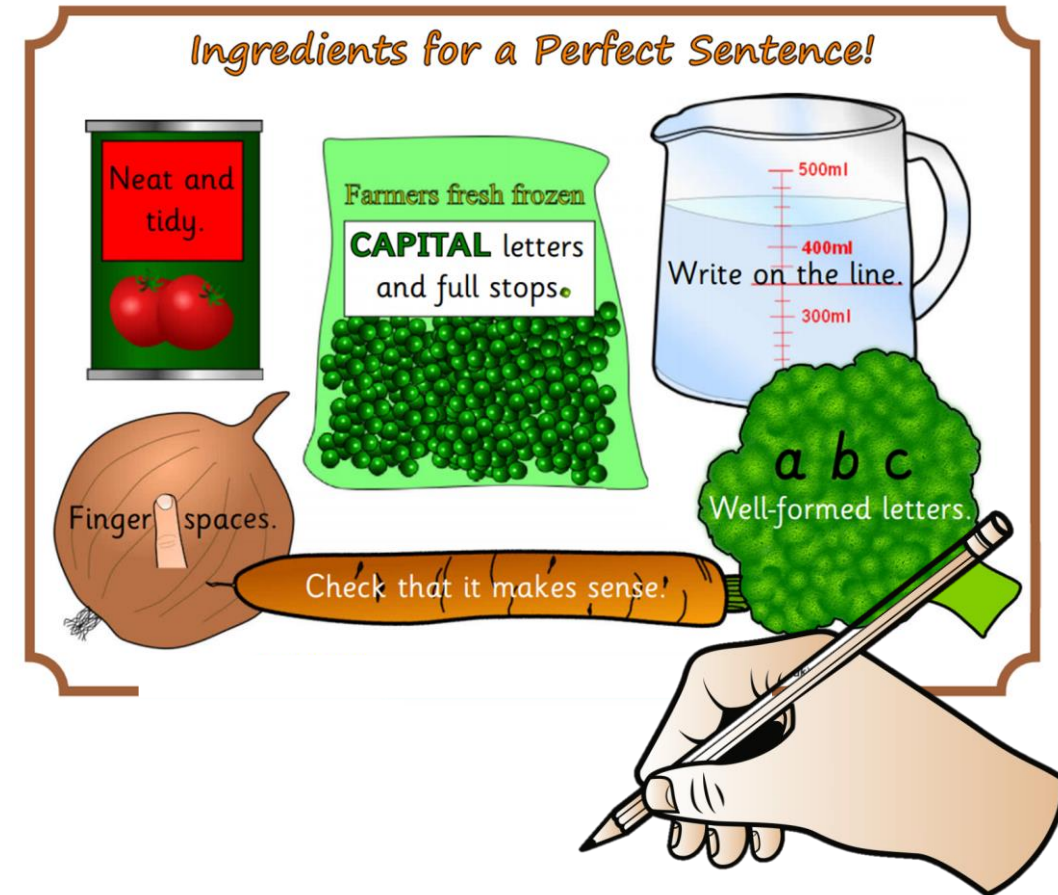 Ingredients for a Perfect Sentence!
Neat and
tidy.
Farmers fresh frozen
CAPITAL letters
and full stops.
500ml
400ml
Write on the line.
300ml
a b c
Well-formed letters.
Finger spaces.
Check that it makes sense.